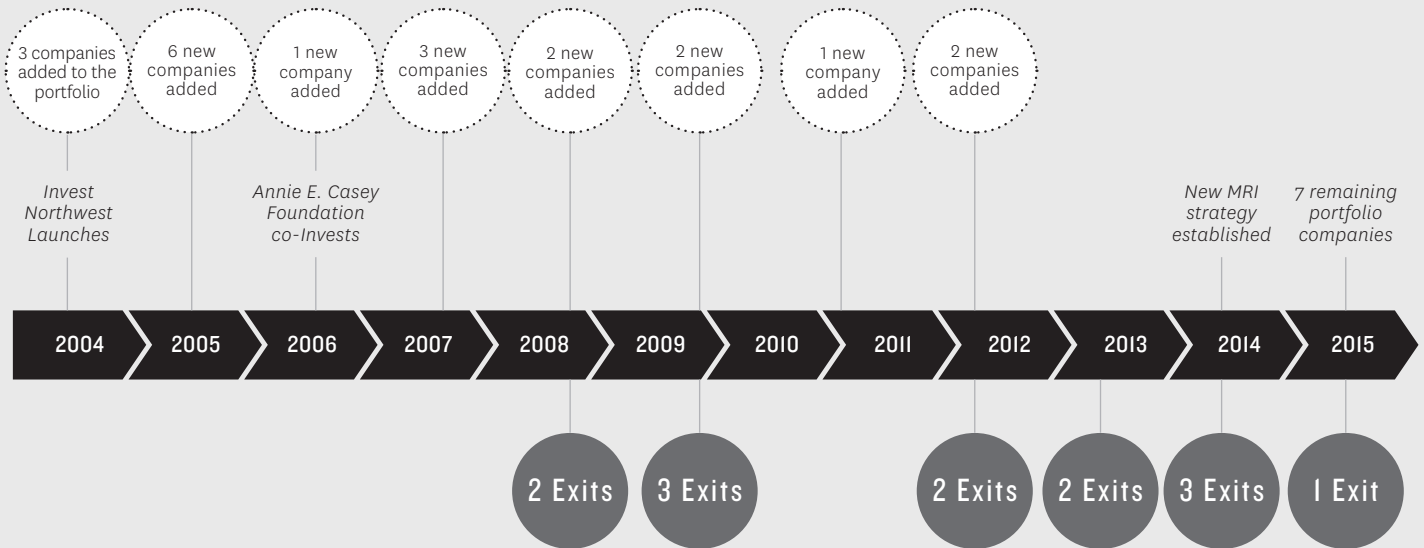 3 companies
added to the
portfolio
6 new
companies
added
1 new
company
added
3 new
companies
added
2 new
companies
added
2 new
companies
added
1 new
company
added
2 new
companies
added
Invest
Northwest
Launches
Annie E. Casey
Foundation
co-Invests
New MRI
strategy
established
7 remaining
portfolio
companies
2004
2005
2006
2007
2008
2009
2010
2011
2012
2013
2014
2015
2 Exits
3 Exits
2 Exits
2 Exits
3 Exits
1 Exit